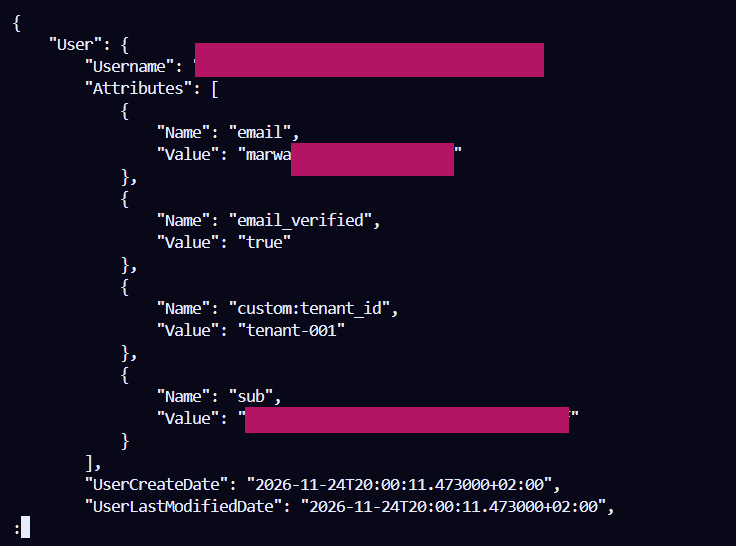 {
    "User": {
        "Username": "
        "Attributes": [
            {
                "Name": "email",
                "Value": "marwa"
            },
            {
                "Name": "email_verified",
                "Value": "true"
            },
            {
                "Name": "custom:tenant_id",
                "Value": "tenant-001"
            },
            {
                "Name": "sub",
                "Value": ""
            }
        ],
        "UserCreateDate": "2026-11-24T20:00:11.473000+02:00",
        "UserLastModifiedDate": "2026-11-24T20:00:11.473000+02:00",
: